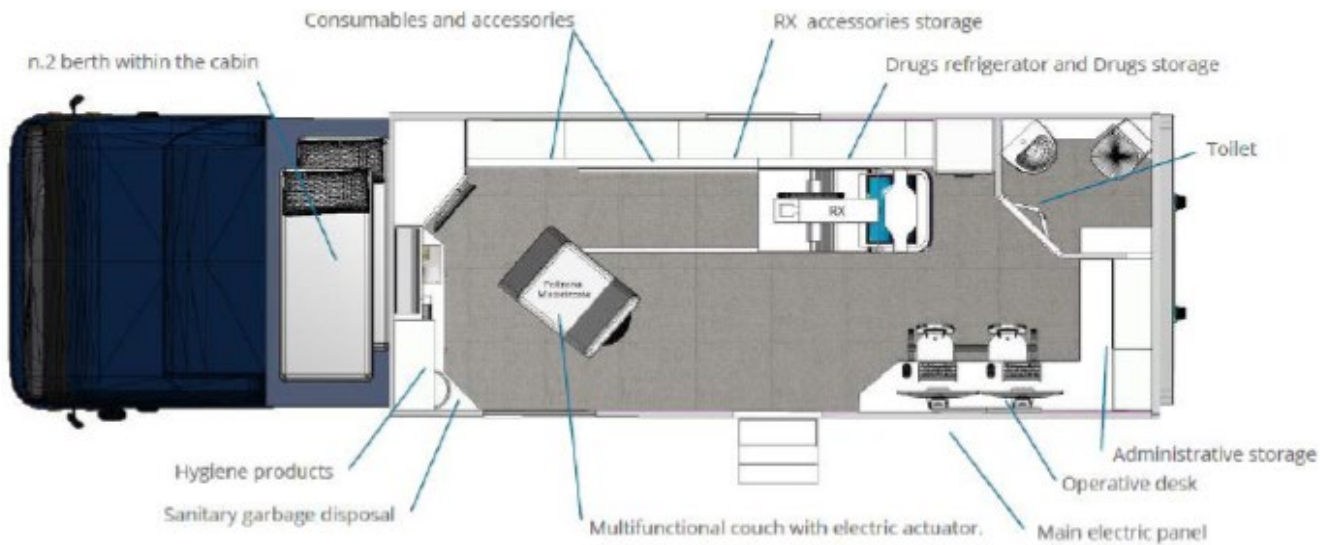 Consumables and accessories
RX accessories storage
n.2 berth within the cabin
Drugs refrigerator and Drugs storage
Toilet
RX
Poltrona
Hygiene products
Administrative storage
Operative desk
Sanitary garbage disposal
Multifunctional couch with electric actuator.
Main electric panel